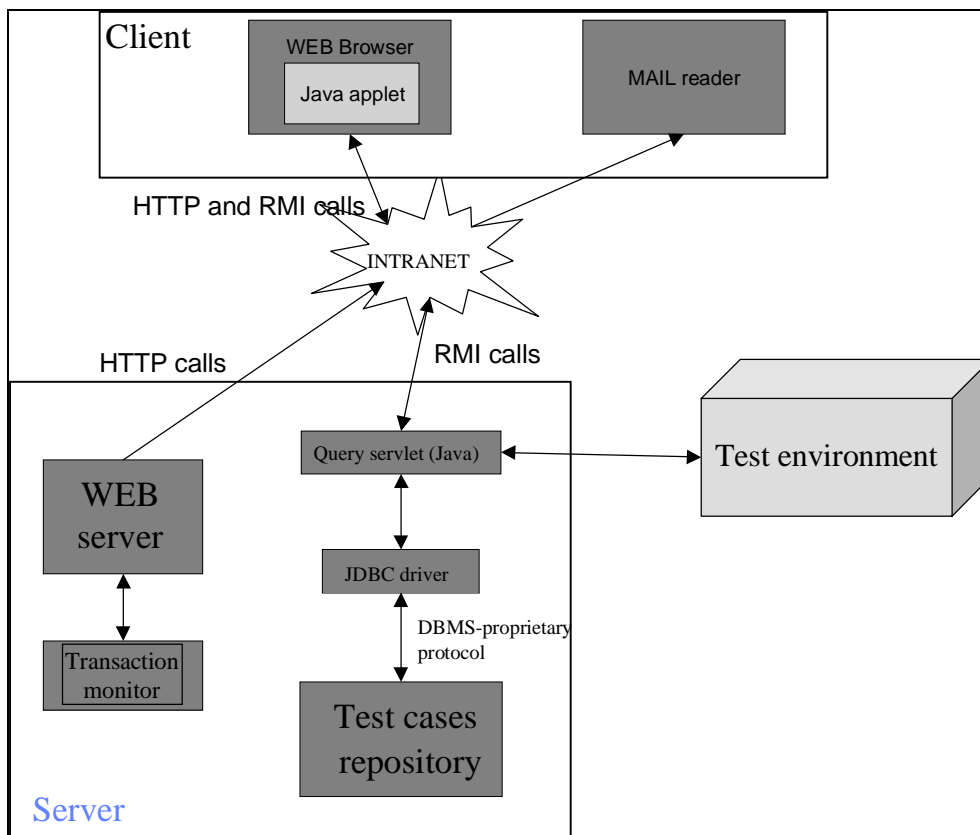 Client
WEB Browser
Java applet
MAIL reader
HTTP and RMI calls
INTRANET
HTTP calls
RMI calls
Query servlet (Java)
Test environment
WEB
server
JDBC driver
DBMS-proprietary
protocol
Transaction
monitor
Test cases
repository
Server